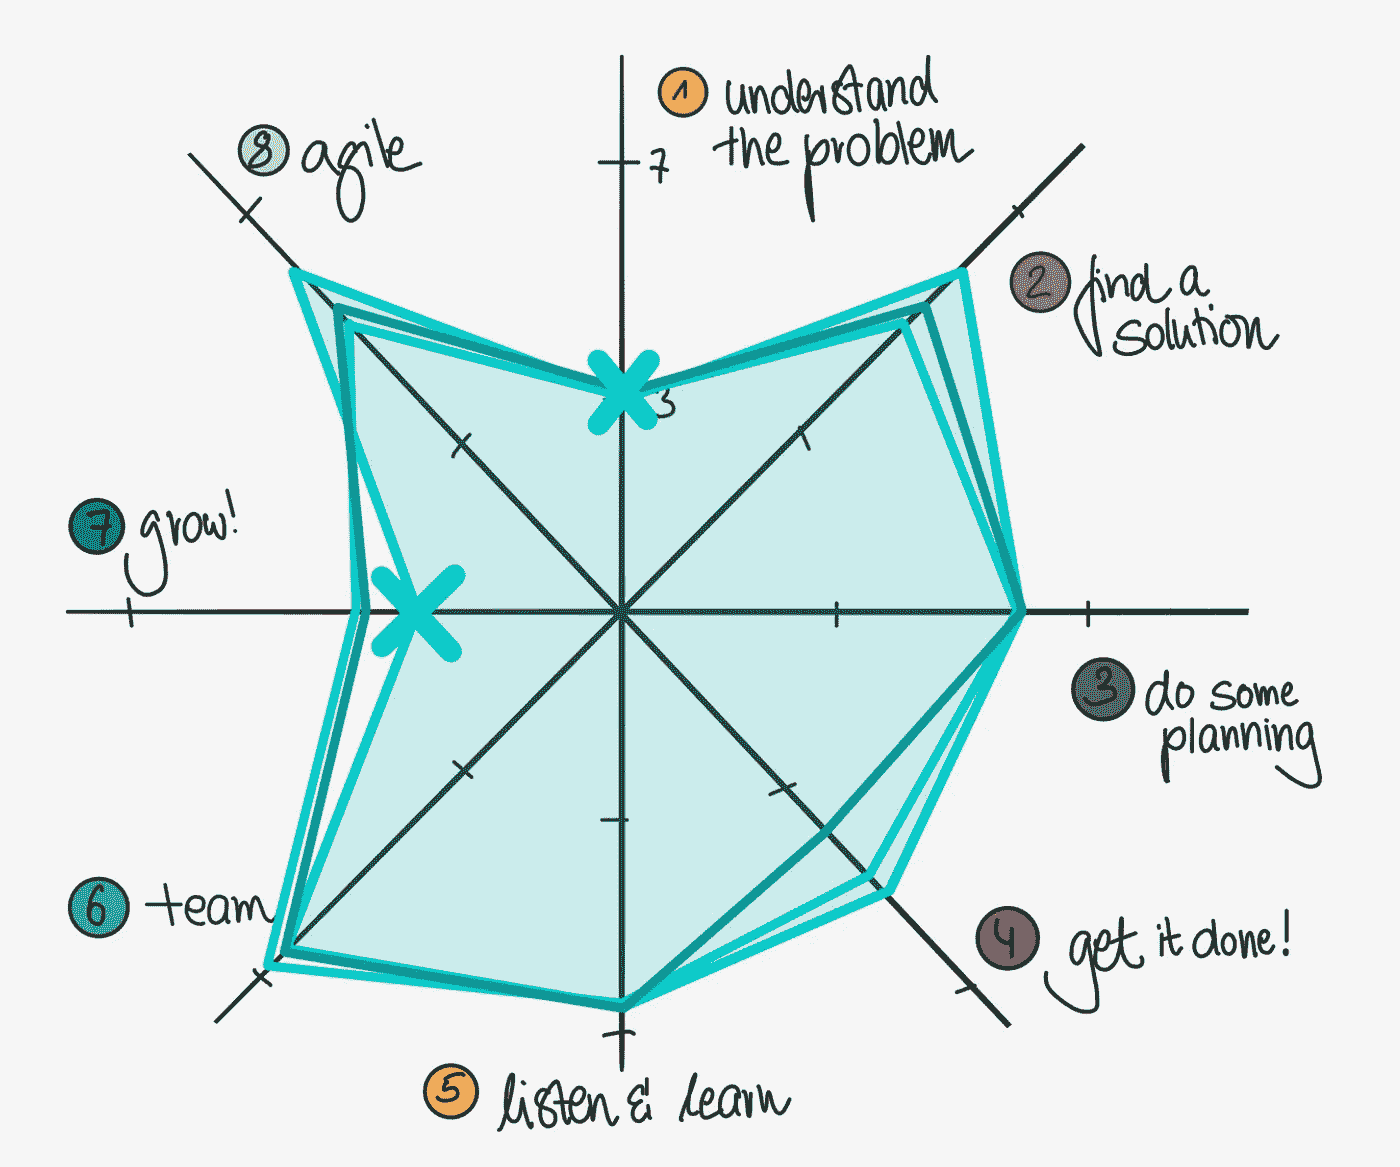 1 understand
the problem
7
8 agile
2 find a
solution
3
7 grow!
3 do some
planning
6 team
4 get it done!
5 listen & learn